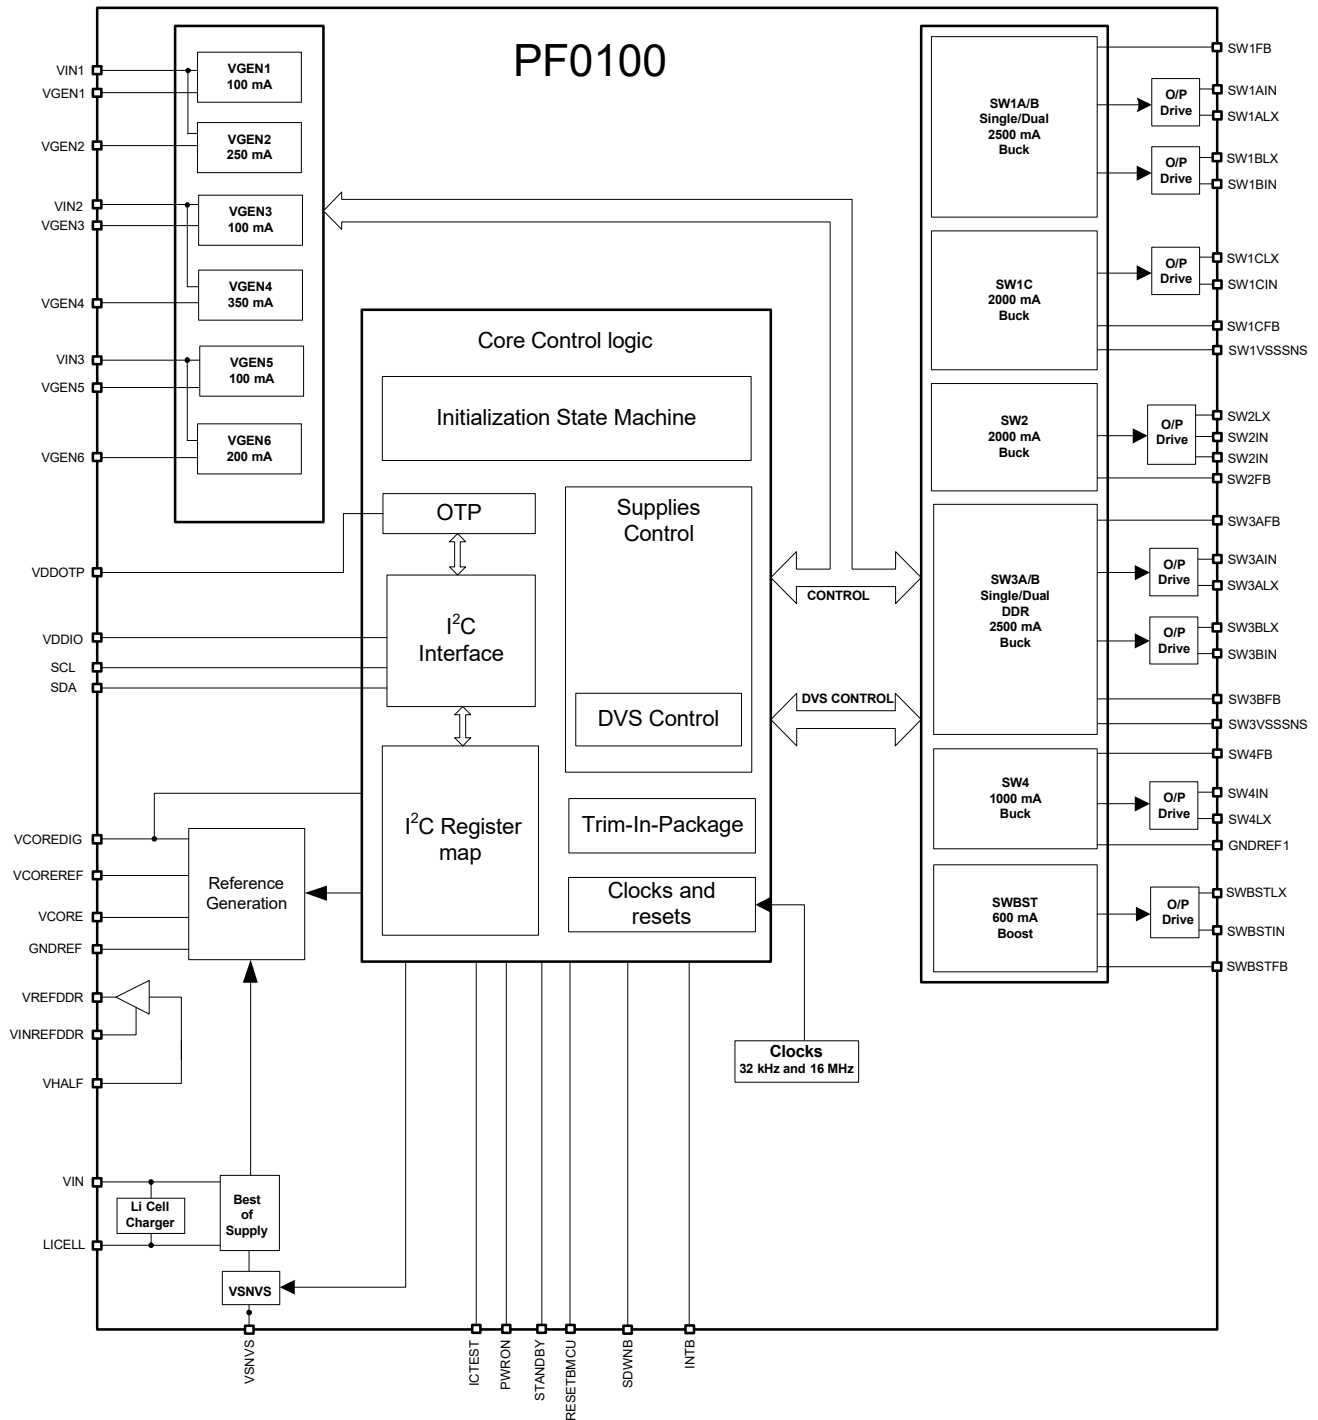 PF0100
VIN1
VGEN1
VGEN2
VIN2
VGEN3
VGEN4
VIN3
VGEN5
VGEN6
VDDOTP
VDDIO
SCL
SDA
VCOREDIG
VCOREREF
VCORE
GNDREF
VREFDDR
VINREFDDR
VHALF
VIN
LICELL
VGEN1
100 mA
VGEN2
250 mA
VGEN3
100 mA
VGEN4
350 mA
VGEN5
100 mA
VGEN6
200 mA
Core Control logic
Initialization State Machine
OTP
I2C
Interface
I2C Register
map
Supplies
Control
DVS Control
Trim-In-Package
Clocks and
resets
Reference
Generation
Li Cell
Charger
Best
of
Supply
VSNVS
Clocks
32 kHz and 16 MHz
CONTROL
DVS CONTROL
SW1A/B
Single/Dual
2500 mA
Buck
SW1C
2000 mA
Buck
SW2
2000 mA
Buck
SW3A/B
Single/Dual
DDR
2500 mA
Buck
SW4
1000 mA
Buck
SWBST
600 mA
Boost
O/P
Drive
O/P
Drive
O/P
Drive
O/P
Drive
O/P
Drive
O/P
Drive
O/P
Drive
O/P
Drive
SW1FB
SW1AIN
SW1ALX
SW1BLX
SW1BIN
SW1CLX
SW1CIN
SW1CFB
SW1VSSSNS
SW2LX
SW2IN
SW2IN
SW2FB
SW3AFB
SW3AIN
SW3ALX
SW3BLX
SW3BIN
SW3BFB
SW3VSSSNS
SW4FB
SW4IN
SW4LX
GNDREF1
SWBSTLX
SWBSTIN
SWBSTFB
VSNVS
ICTEST
PWRON
STANDBY
RESETBMCU
SDWNB
INTB